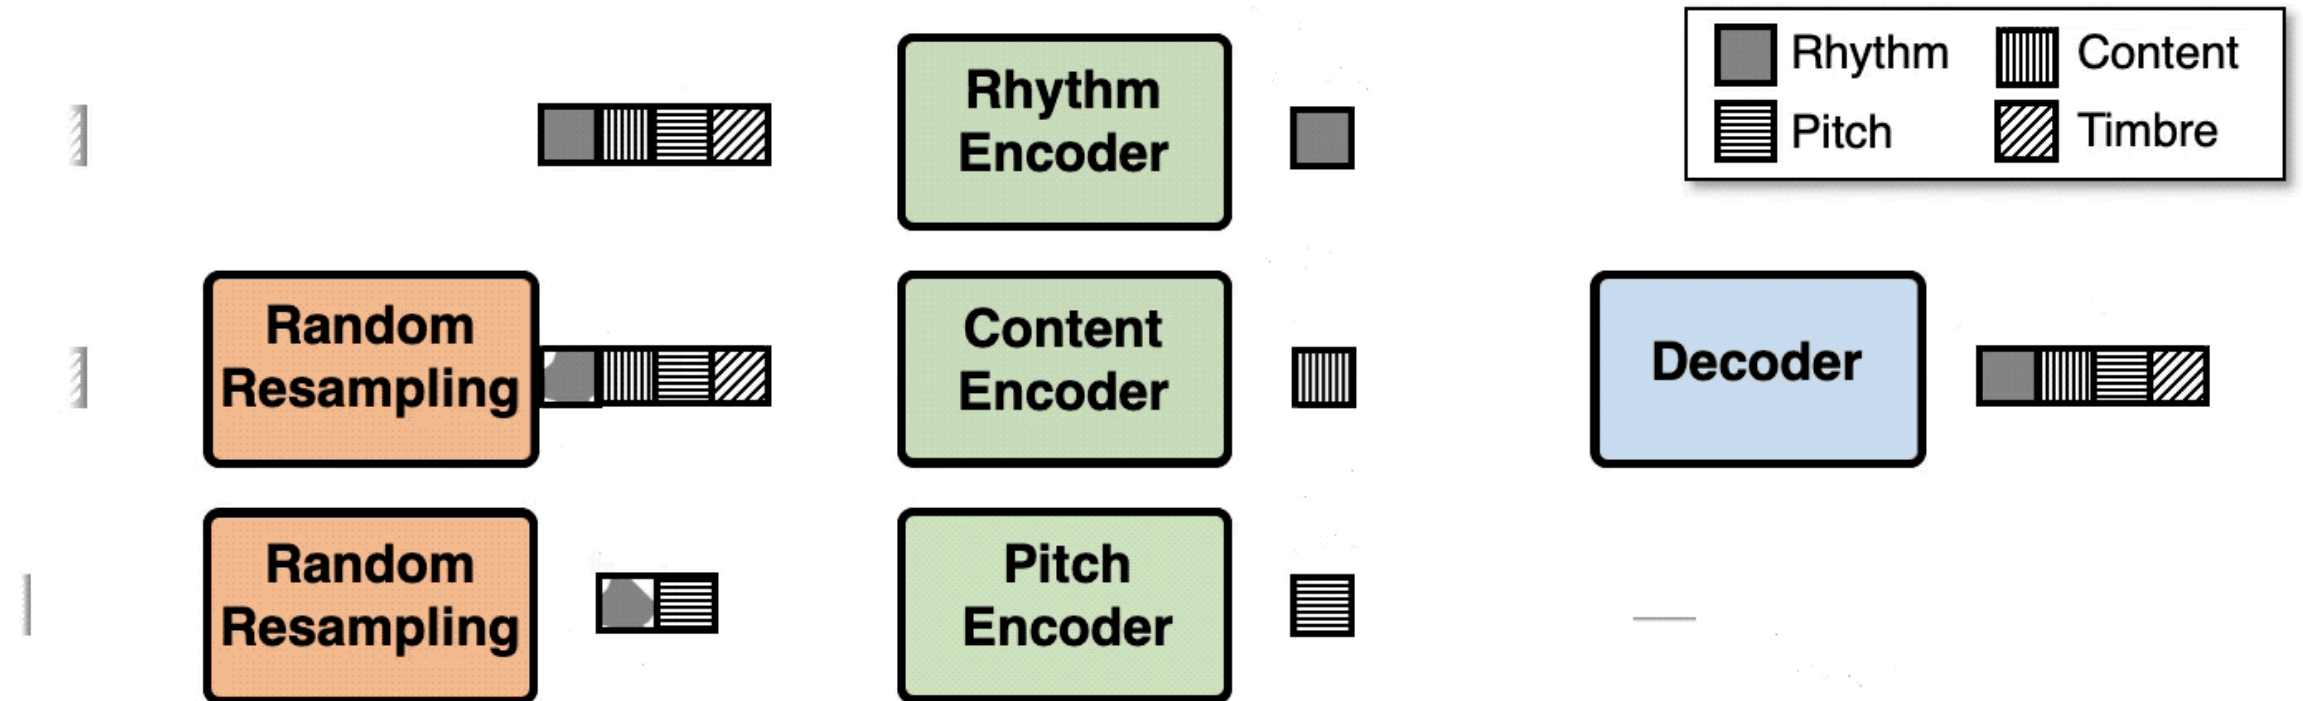 Rhythm
Encoder
Rhythm
Content
Pitch
Timbre
Random
Resampling
Content
Encoder
Decoder
Random
Resampling
Pitch
Encoder